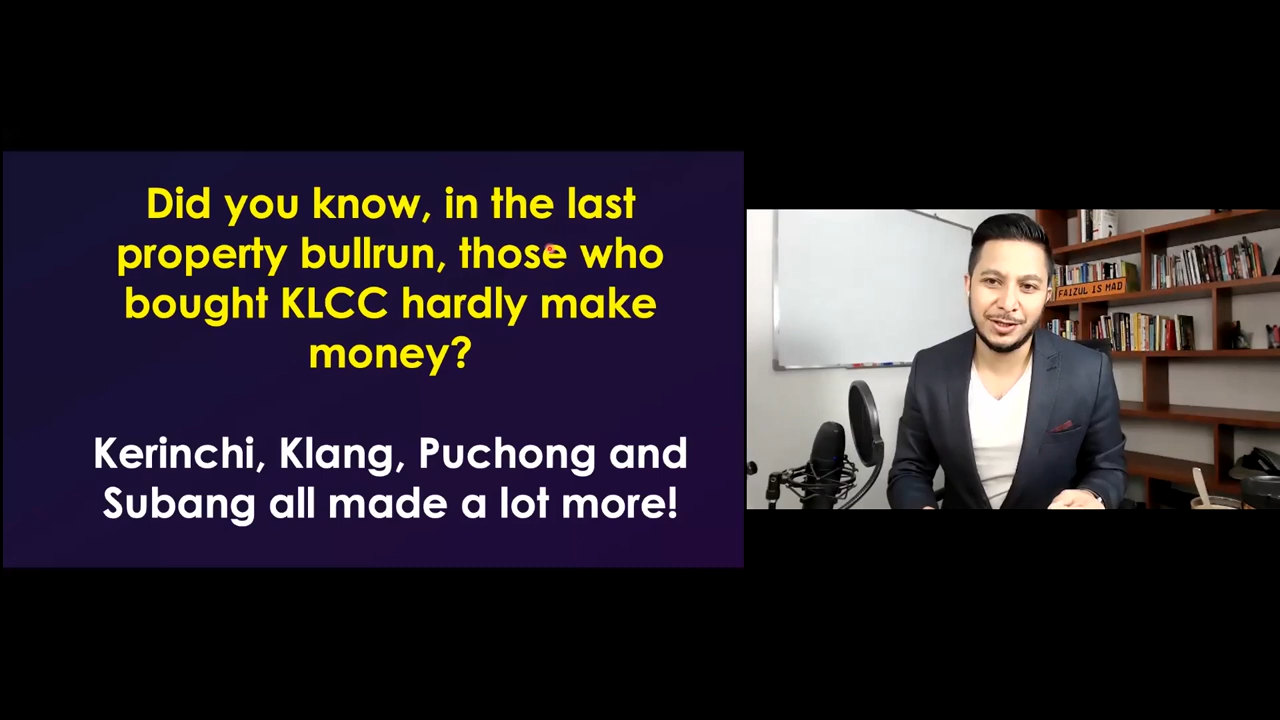 Did you know, in the last
property bullrun, those who
bought KLCC hardly make
money?
Kerinchi, Klang, Puchong and
Subang all made a lot more!
FAIZUL IS MAD